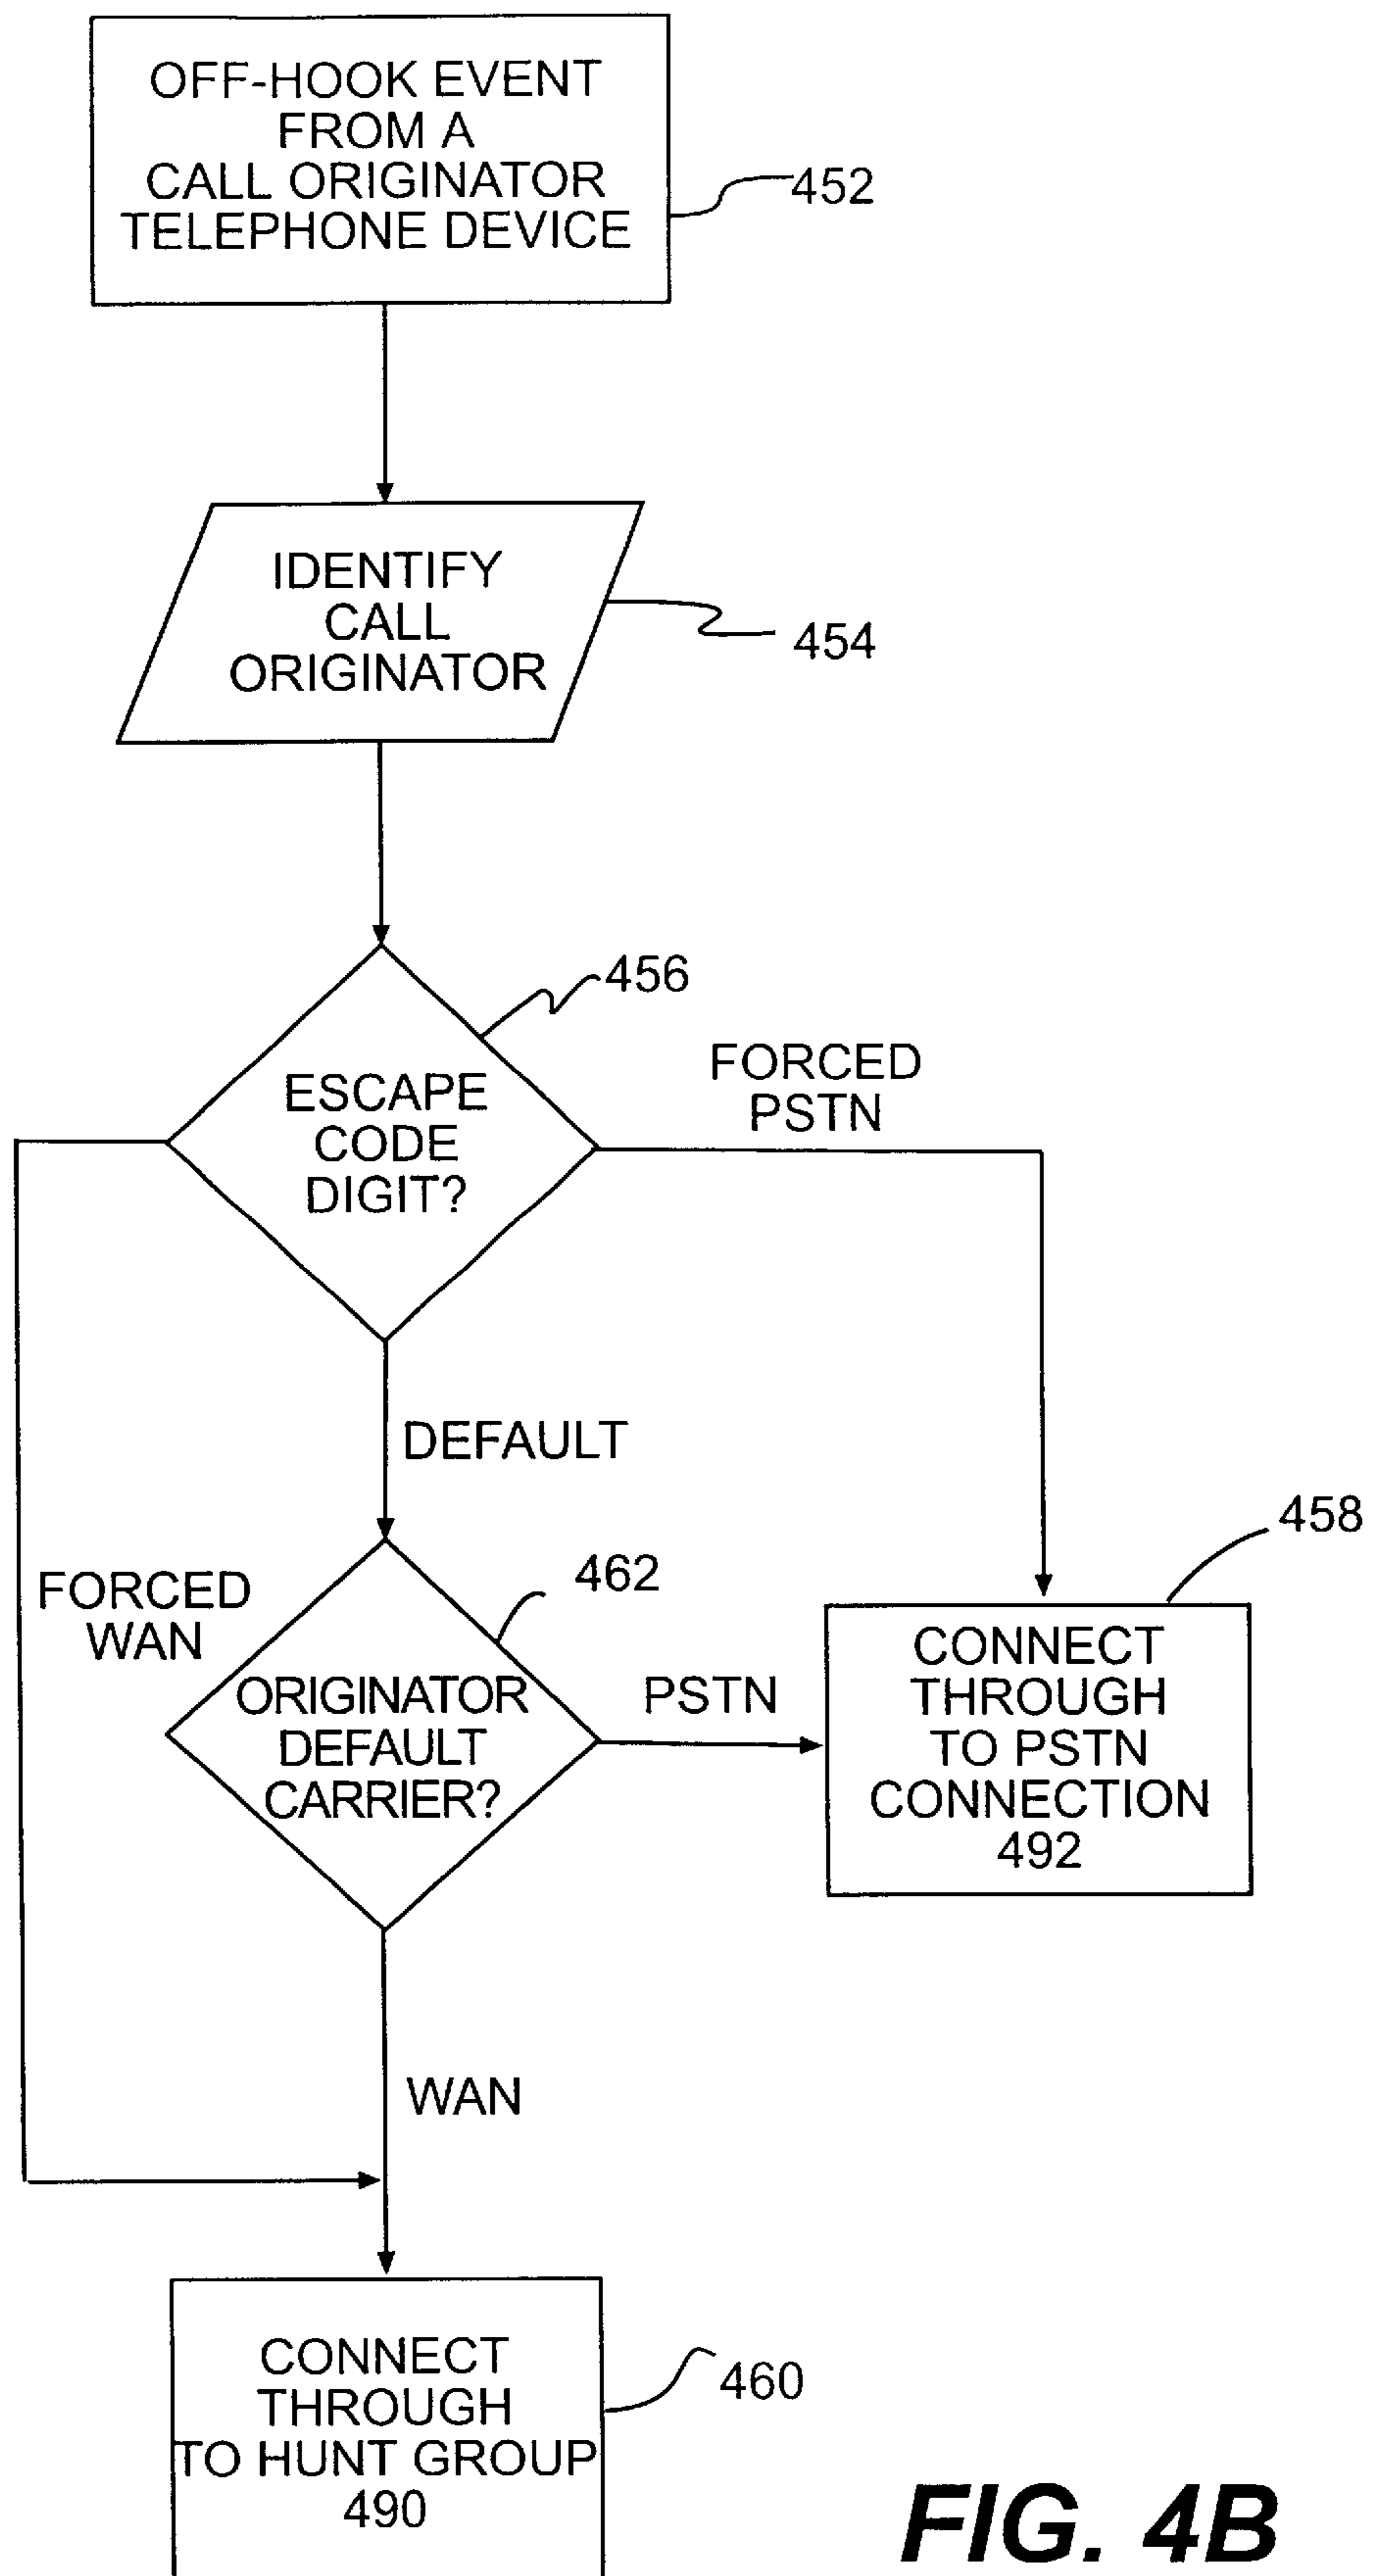 OFF-HOOK EVENT
FROM A
CALL ORIGINATOR
TELEPHONE DEVICE
452
IDENTIFY
CALL
ORIGINATOR
454
456
ESCAPE
CODE
DIGIT?
FORCED
PSTN
DEFAULT
458
462
FORCED
WAN
ORIGINATOR
DEFAULT
CARRIER?
PSTN
CONNECT
THROUGH
TO PSTN
CONNECTION
492
WAN
CONNECT
THROUGH
TO HUNT GROUP
490
460
FIG. 4B